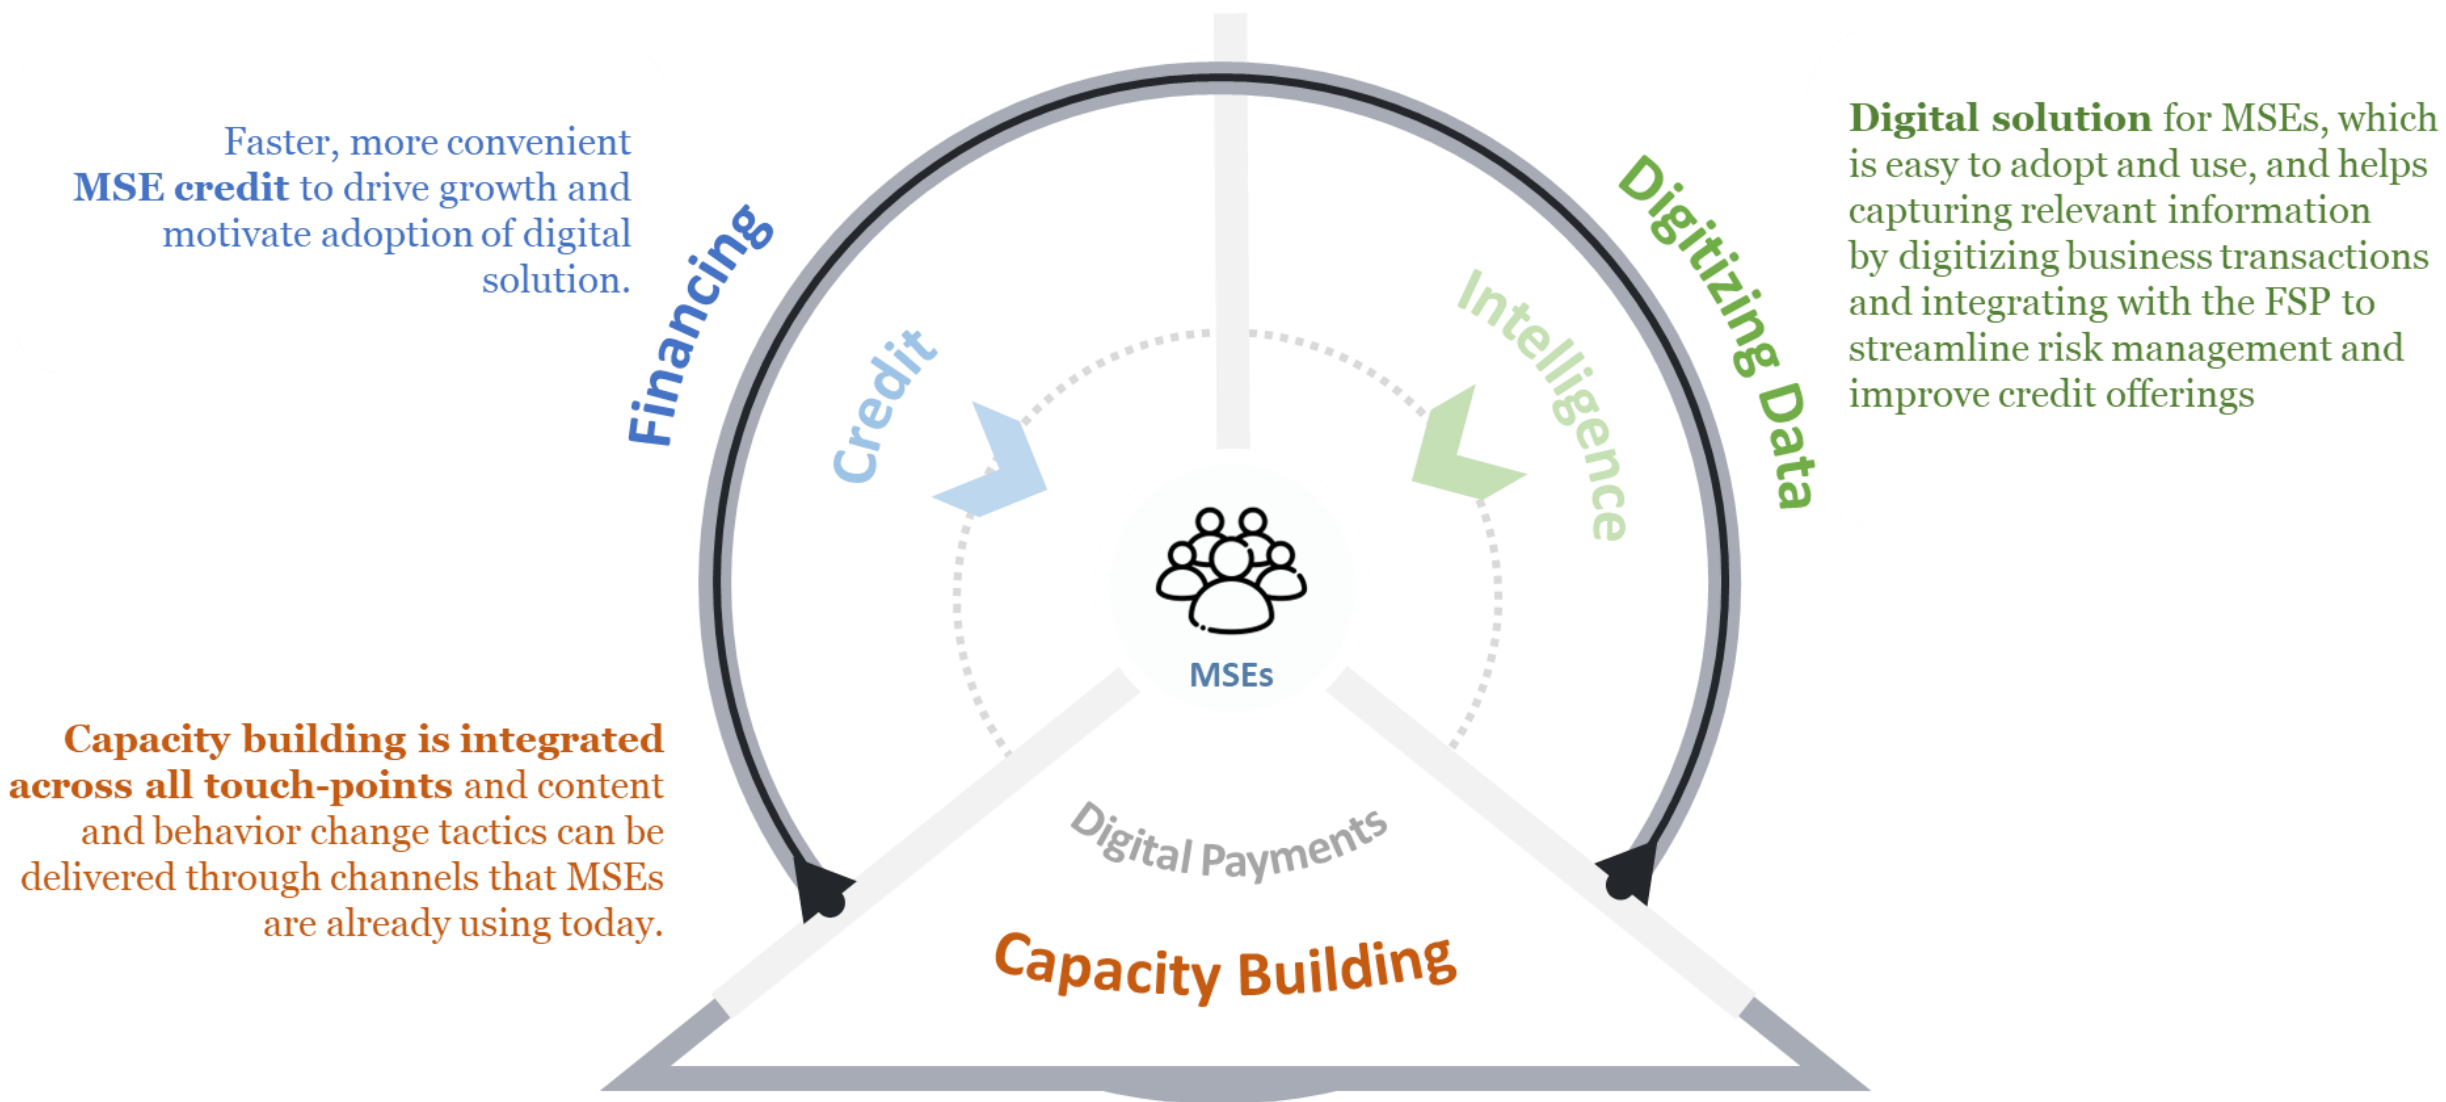 Faster, more convenient
MSE credit to drive growth and
motivate adoption of digital
solution.
Financing
Credit
Digitizing Data
Intelligence
Digital solution for MSEs, which
is easy to adopt and use, and helps
capturing relevant information
by digitizing business transactions
and integrating with the FSP to
streamline risk management and
improve credit offerings
MSEs
Capacity building is integrated
across all touch-points and content
and behavior change tactics can be
delivered through channels that MSEs
are already using today.
Digital Payments
Capacity Building